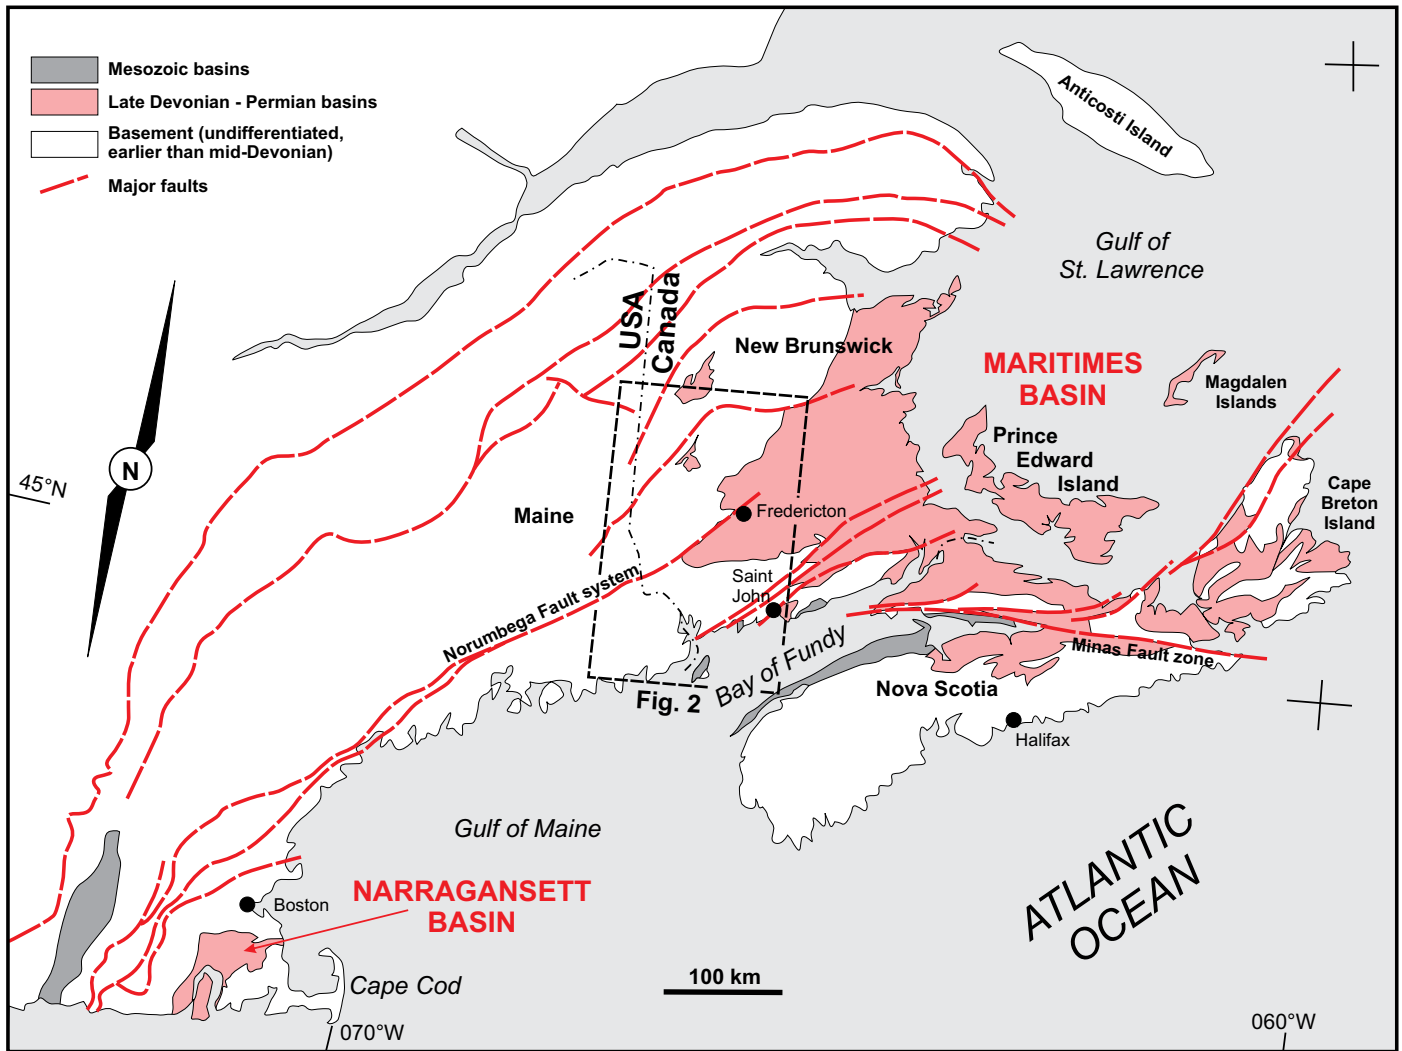 Mesozoic basins
Late Devonian - Permian basins
Basement (undifferentiated,
earlier than mid-Devonian)
Major faults
Anticosti Island
Gulf of
St. Lawrence
USA
Canada
New Brunswick
MARITIMES
BASIN
Magdalen
Islands
Prince
Edward
Island
Cape
Breton
Island
N
45°N
Maine
Fredericton
Saint
John
Norumbega Fault system
Bay of Fundy
Minas Fault zone
Nova Scotia
Fig. 2
Halifax
Gulf of Maine
ATLANTIC
OCEAN
NARRAGANSETT
BASIN
Boston
Cape Cod
100 km
070°W
060°W